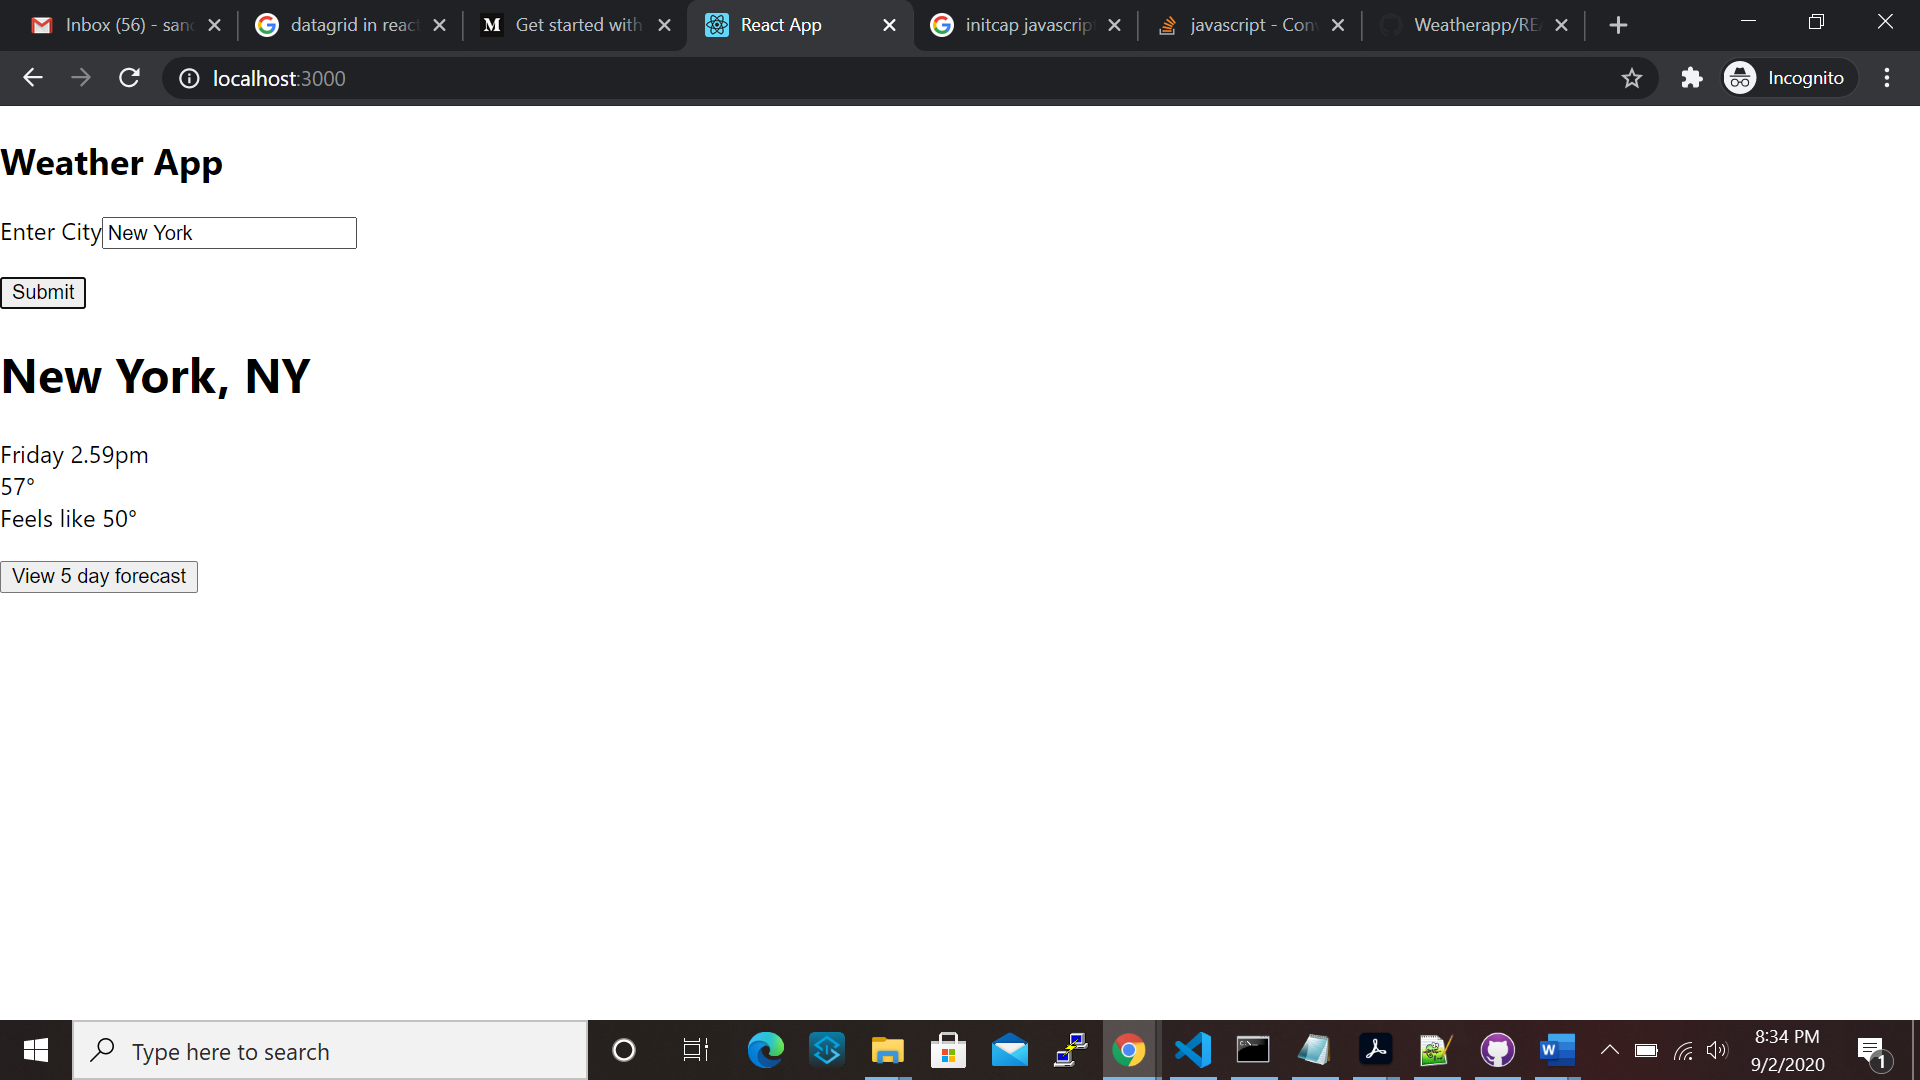 Inbox (56) - san
datagrid in react
Get started with
React App
initcap javascrip
javascript - Con
Weatherapp/RE
localhost:3000
Incognito
Weather App
Enter City New York
Submit
New York, NY
Friday 2.59pm
57°
Feels like 50°
View 5 day forecast
Type here to search
8:34 PM
9/2/2020
1